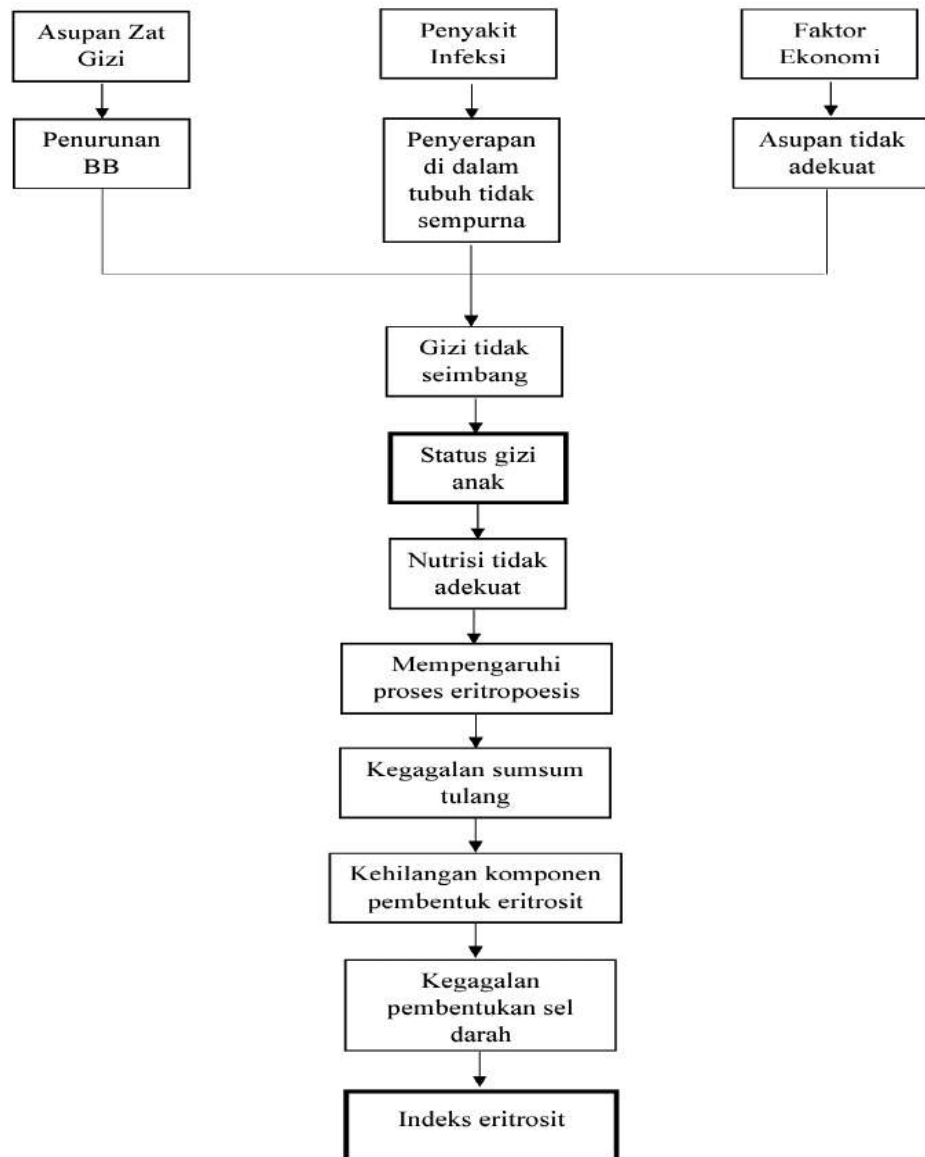 Asupan Zat
Gizi
Penyakit
Infeksi
Faktor
Ekonomi
Penurunan
BB
Penyerapan
di dalam
tubuh tidak
sempurna
Asupan tidak
adekuat
Gizi tidak
seimbang
Status gizi
anak
Nutrisi tidak
adekuat
Mempengaruhi
proses eritropoesis
Kegagalan sumsum
tulang
Kehilangan komponen
pembentuk eritrosit
Kegagalan
pembentukan sel
darah
Indeks eritrosit